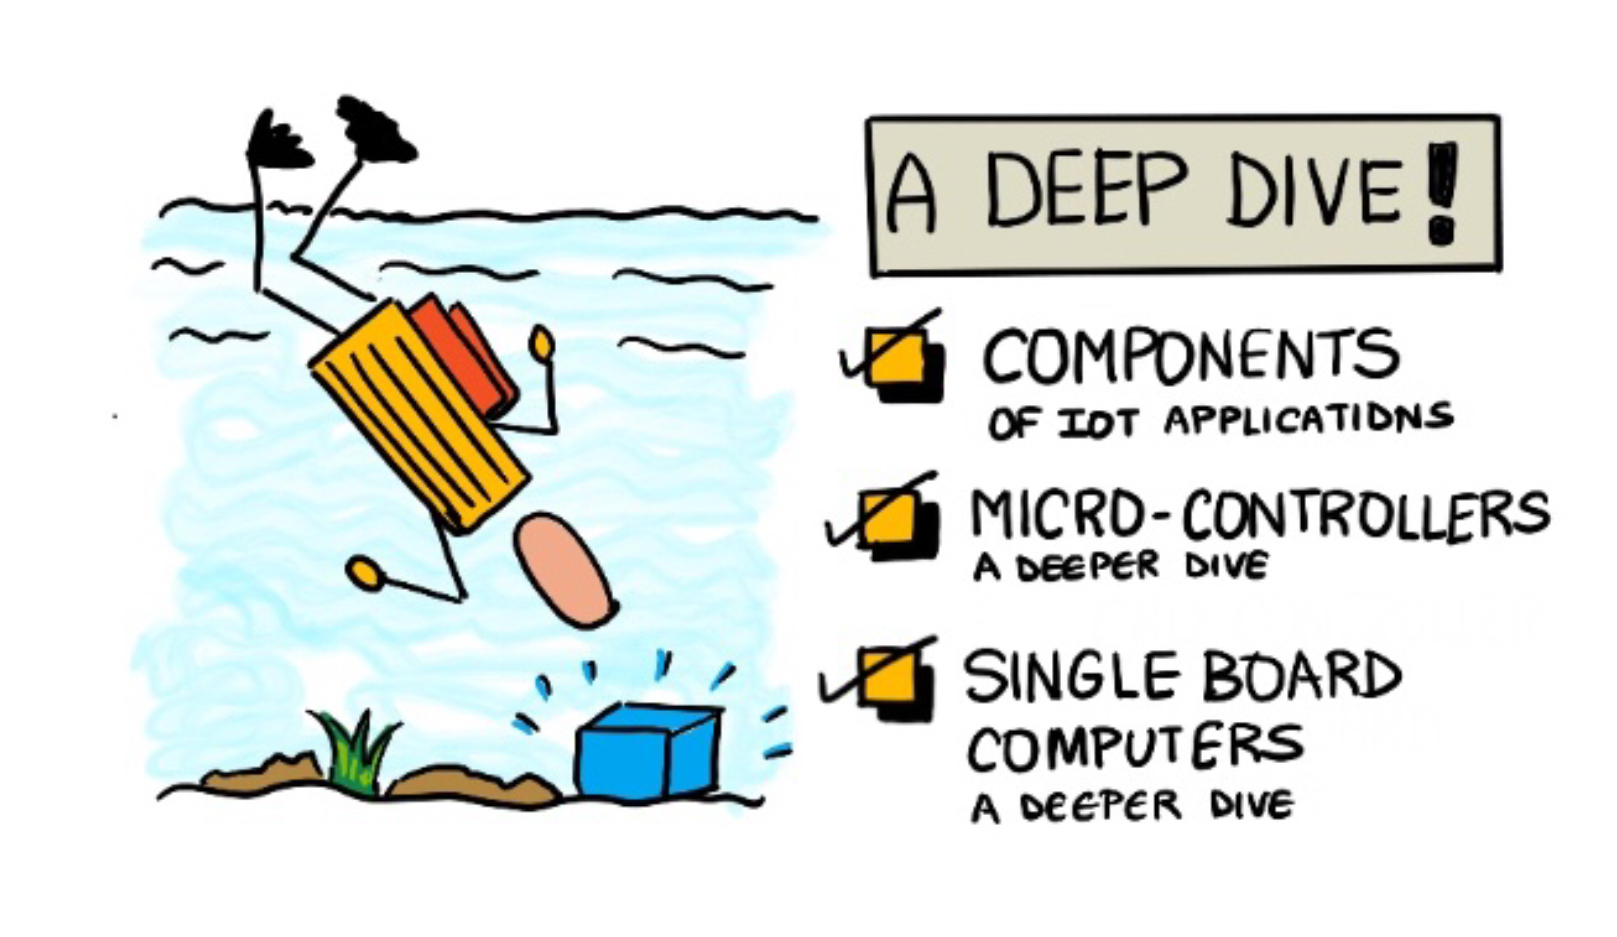 A DEEP DIVE!
COMPONENTS
OF IOT APPLICATIONS
MICRO-CONTROLLERS
A DEEPER DIVE
SINGLE BOARD
COMPUTERS
A DEEPER DIVE